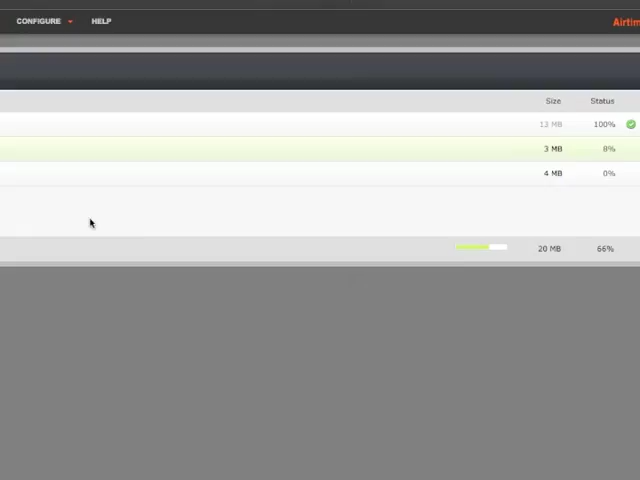 CONFIGURE HELP Airtim
Size Status
13 MB 100%
3 MB 8%
4 MB 0%
20 MB 66%